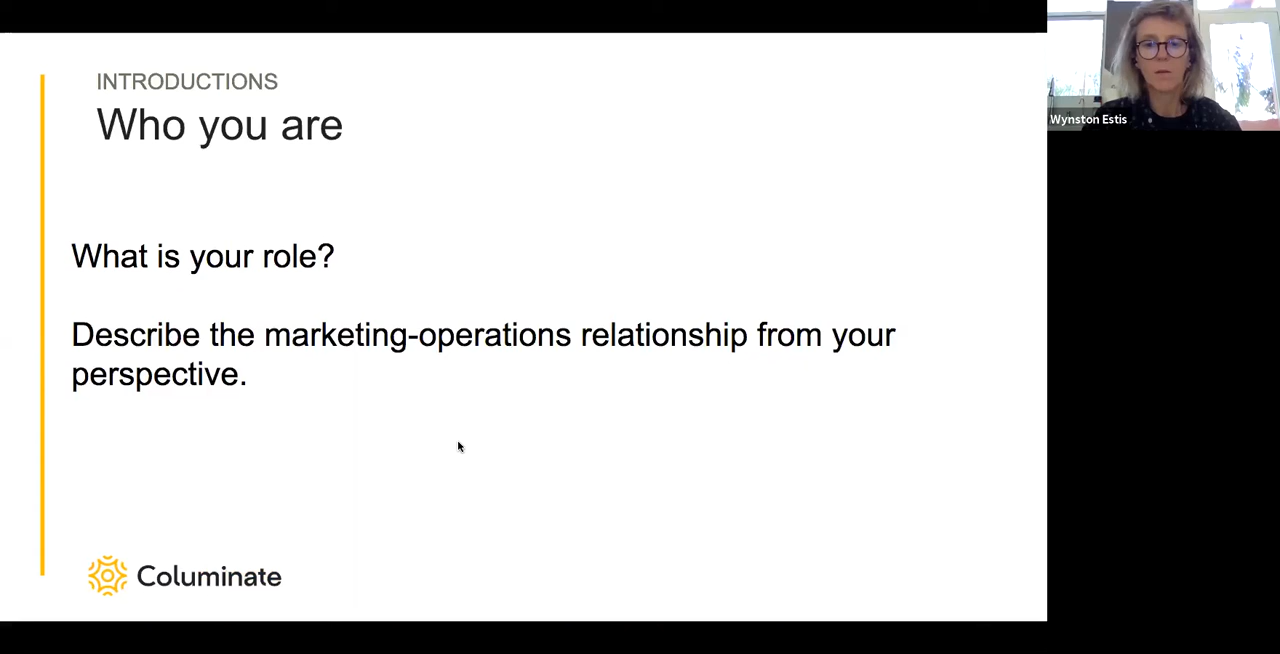 INTRODUCTIONS
Who you are
What is your role?
Describe the marketing-operations relationship from your
perspective.
Columinate
Wynston Estis